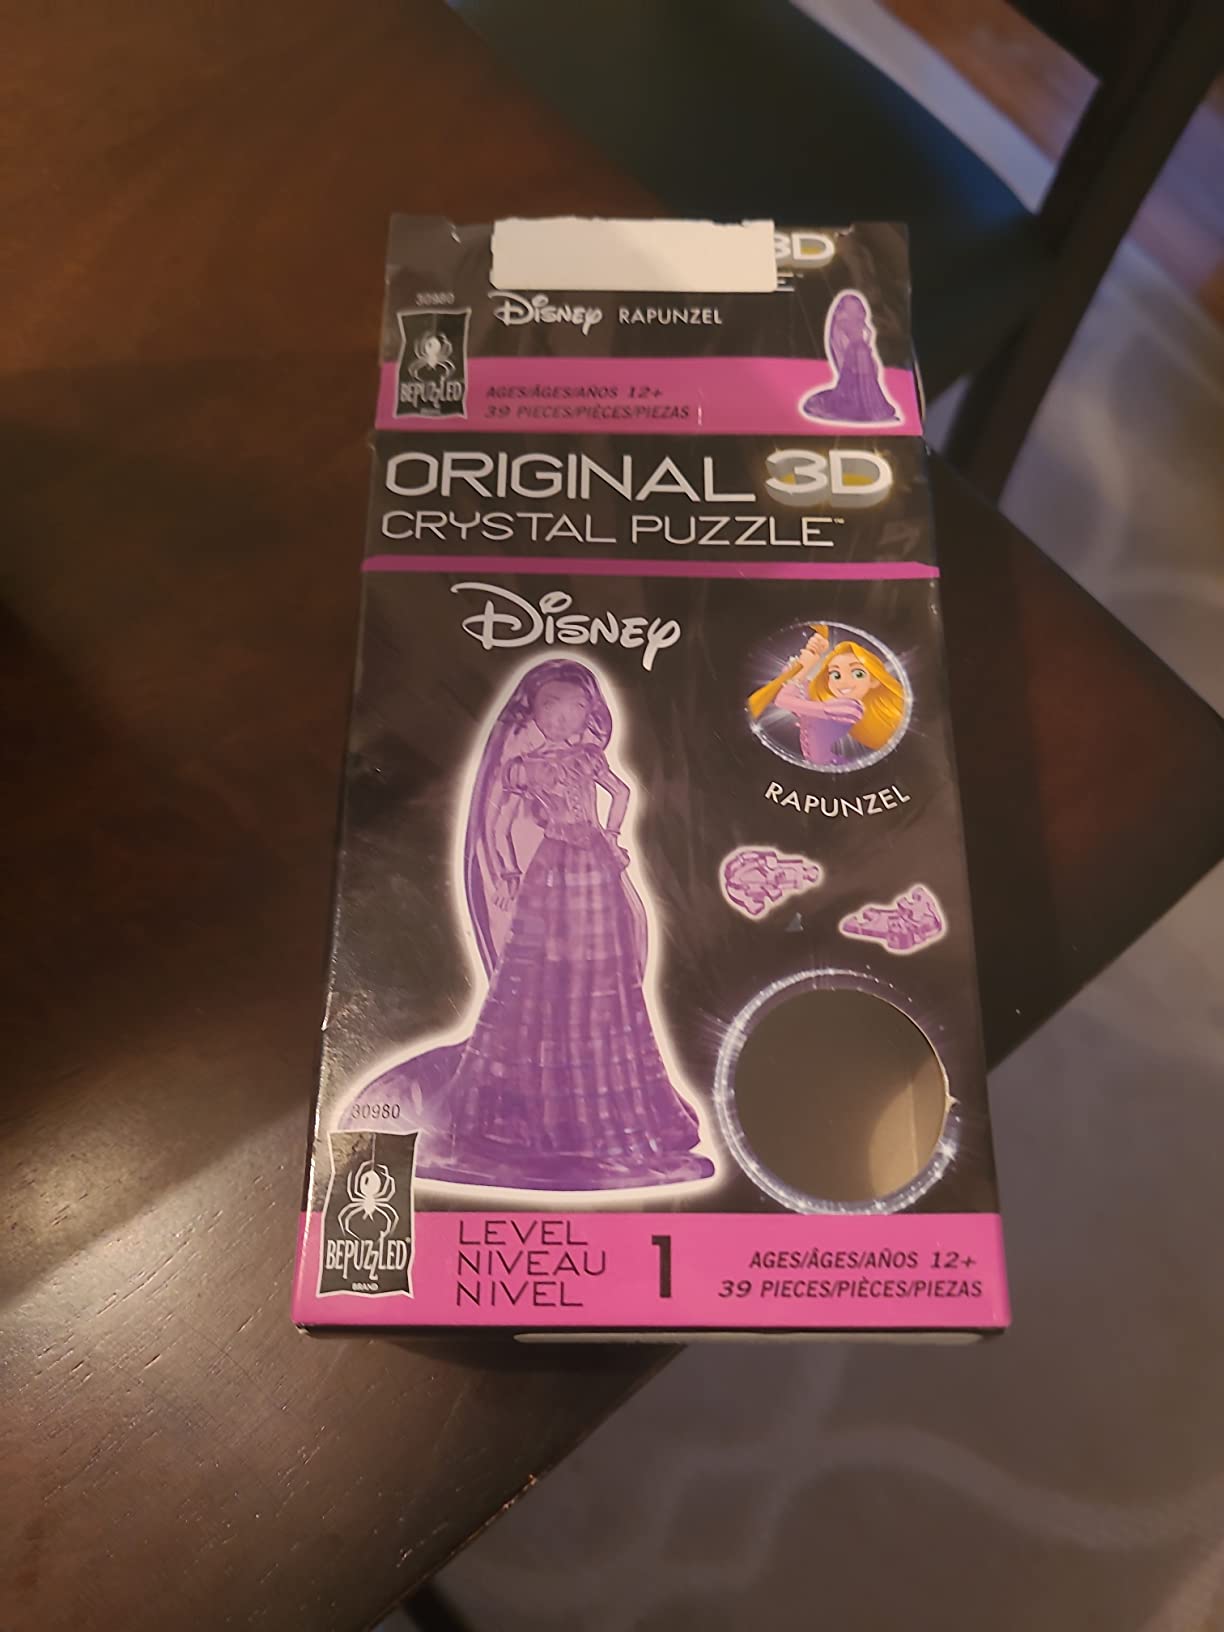 3D
30980
Disney RAPUNZEL
BEPUZZLED
AGES/ÂGES/AÑOS 12+
39 PIECES/PIÈCES/PIEZAS
ORIGINAL 3D
CRYSTAL PUZZLE™
Disney
RAPUNZEL
30980
BEPUZZLED®
BRAND
LEVEL
NIVEAU
NIVEL
1
AGES/ÂGES/AÑOS 12+
39 PIECES/PIÈCES/PIEZAS